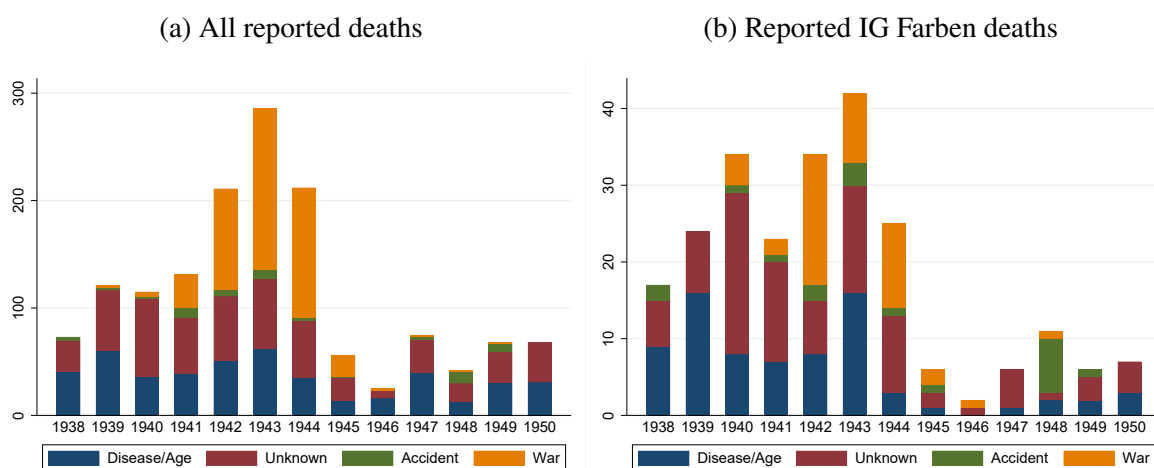 (a) All reported deaths
300
200
100
0
1938 1939 1940 1941 1942 1943 1944 1945 1946 1947 1948 1949 1950
Disease/Age Unknown Accident War
(b) Reported IG Farben deaths
40
30
20
10
0
1938 1939 1940 1941 1942 1943 1944 1945 1946 1947 1948 1949 1950
Disease/Age Unknown Accident War